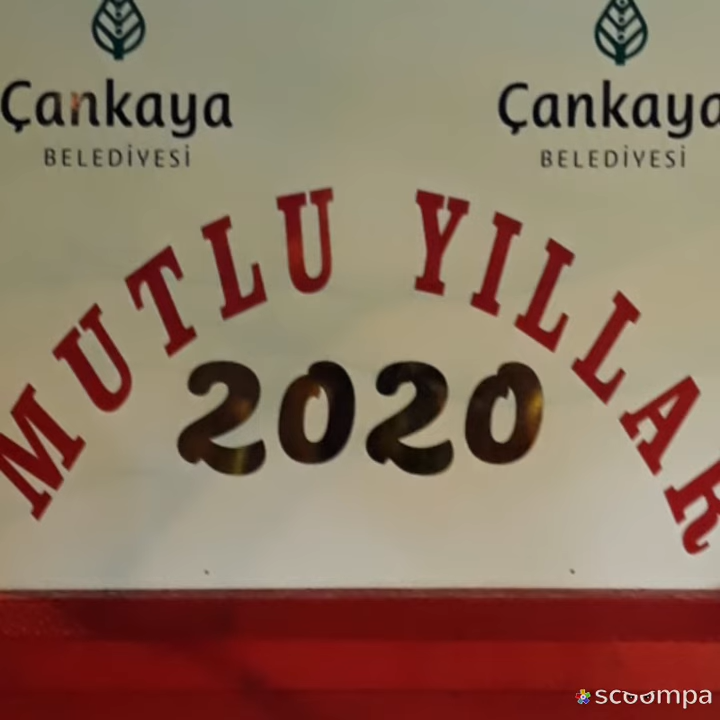 Çankaya Çankaya
BELEDİYESİ BELEDİYESİ
MUTLU YILLAR
2020
scoompa